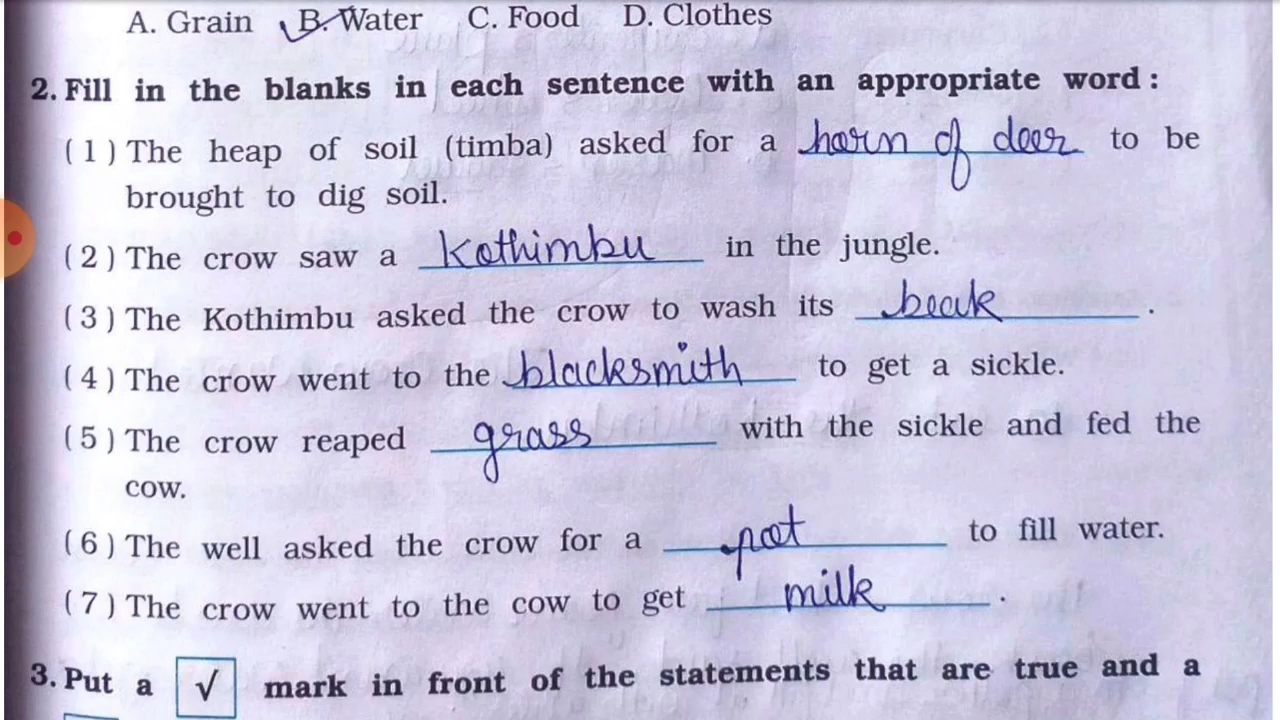 A. Grain B. Water C. Food D. Clothes
2. Fill in the blanks in each sentence with an appropriate word :
(1) The heap of soil (timba) asked for a horn of deer to be
brought to dig soil.
(2) The crow saw a Kothimbu in the jungle.
(3) The Kothimbu asked the crow to wash its beak .
(4) The crow went to the blacksmith to get a sickle.
(5) The crow reaped grass with the sickle and fed the
cow.
(6) The well asked the crow for a pot to fill water.
(7) The crow went to the cow to get milk .
3. Put a √ mark in front of the statements that are true and a